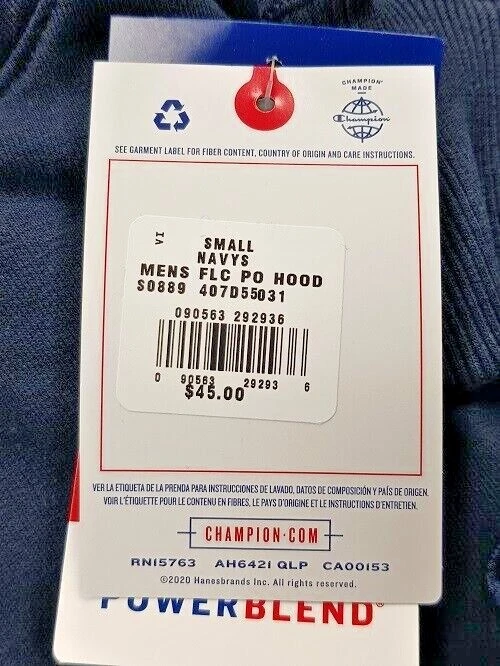 CHAMPION
MADE
Champion
SEE GARMENT LABEL FOR FIBER CONTENT, COUNTRY OF ORIGIN AND CARE INSTRUCTIONS.
VI
SMALL
NAVYS
MENS FLC PO HOOD
S0889 407D55031
090563 292936
0 90563 29293 6
$45.00
VER LA ETIQUETA DE LA PRENDA PARA INSTRUCCIONES DE LAVADO, DATOS DE COMPOSICIÓN Y PAÍS DE ORIGEN.
VOIR L'ÉTIQUETTE POUR LE CONTENU EN FIBRES, LE PAYS D'ORIGINE ET LE INSTRUCTIONS D'ENTRETIEN.
CHAMPION·COM
RN15763 AH6421 QLP CA00153
©2020 Hanesbrands Inc. All rights reserved.
POWERBLEND®